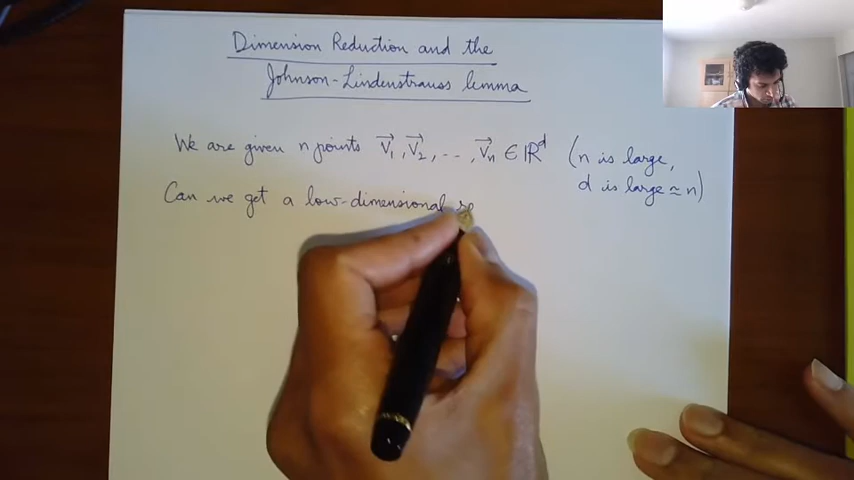 Dimension Reduction and the
Johnson-Lindenstrauss lemma
We are given n points v⃗₁, v⃗₂, ..., v⃗ₙ ∈ ℝᵈ (n is large,
d is large ≃ n)
Can we get a low-dimensional re